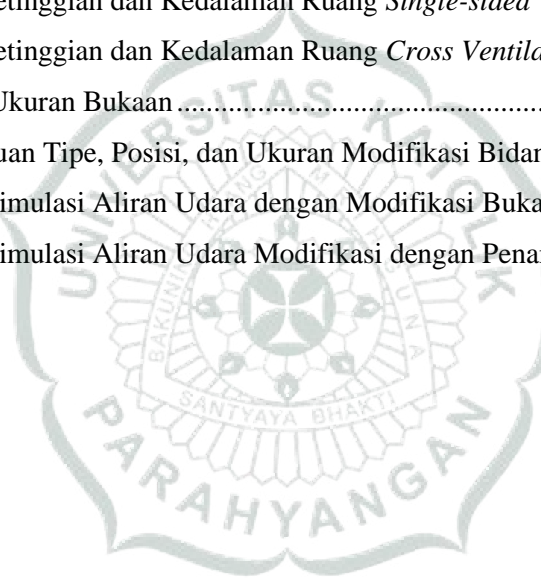 etinggian dan Kedalaman Ruang Single-sided
etinggian dan Kedalaman Ruang Cross Ventila
Ukuran Bukaan.................................................
uan Tipe, Posisi, dan Ukuran Modifikasi Bidan
imulasi Aliran Udara dengan Modifikasi Buka
imulasi Aliran Udara Modifikasi dengan Pena
UNIVERSITAS KATOLIK
PARAHYANGAN
SANTYAYA BHAKTI